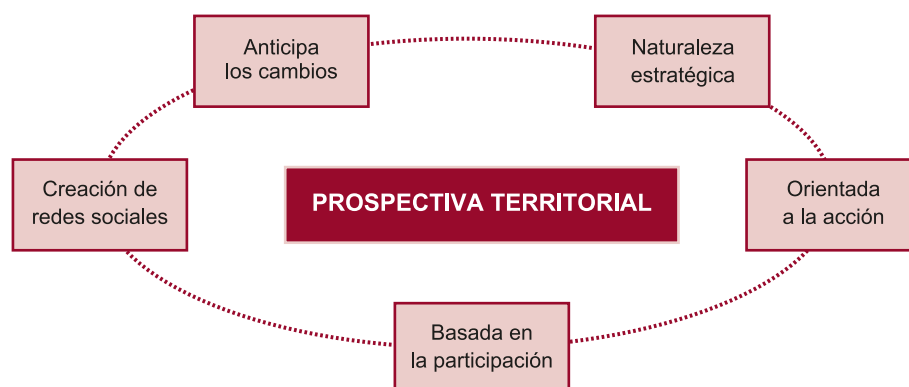 Anticipa
los cambios
Naturaleza
estratégica
Creación de
redes sociales
PROSPECTIVA TERRITORIAL
Orientada
a la acción
Basada en
la participación